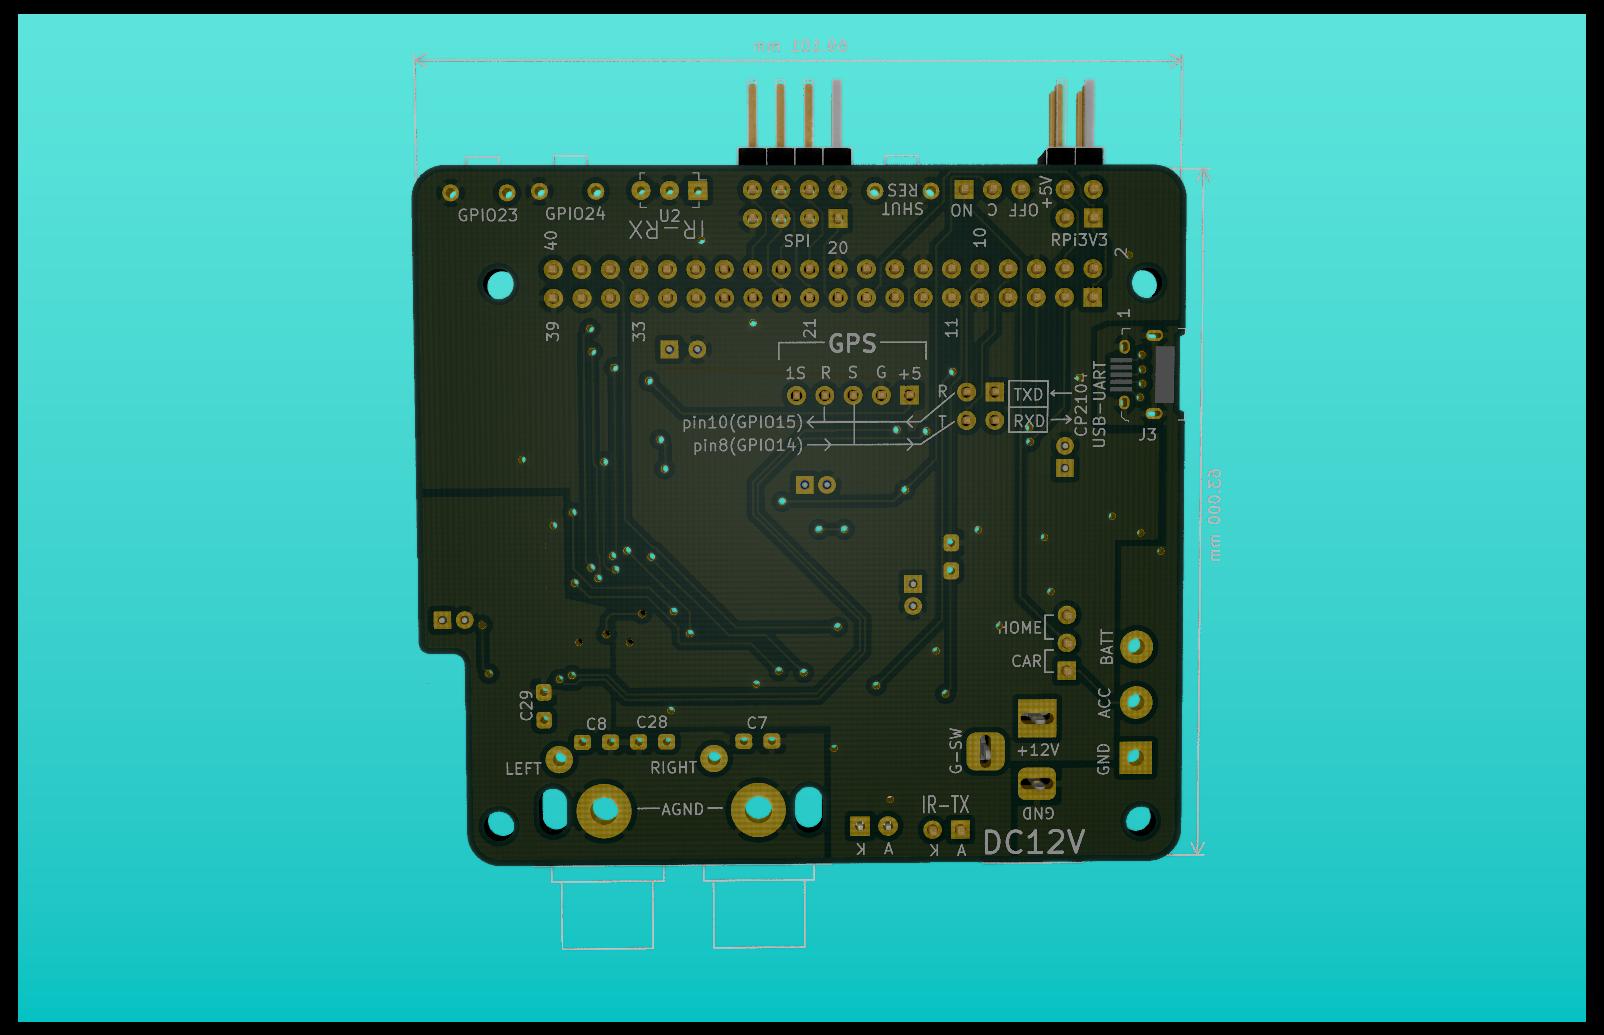 mm 101.60
GPIO23
GPIO24
U2
IR-RX
SHUT
RES
ON
C
OFF
+5V
SPI
RPi3V3
40
20
10
2
39
33
21
11
1
GPS
1S R S G +5
R
TXD
pin10(GPIO15)
T
RXD
pin8(GPIO14)
CP2104
USB-UART
J3
93.000 mm
HOME
CAR
BATT
ACC
GND
C29
C8
C28
C7
G-SW
+12V
LEFT
RIGHT
AGND
IR-TX
GND
K A
K A
DC12V